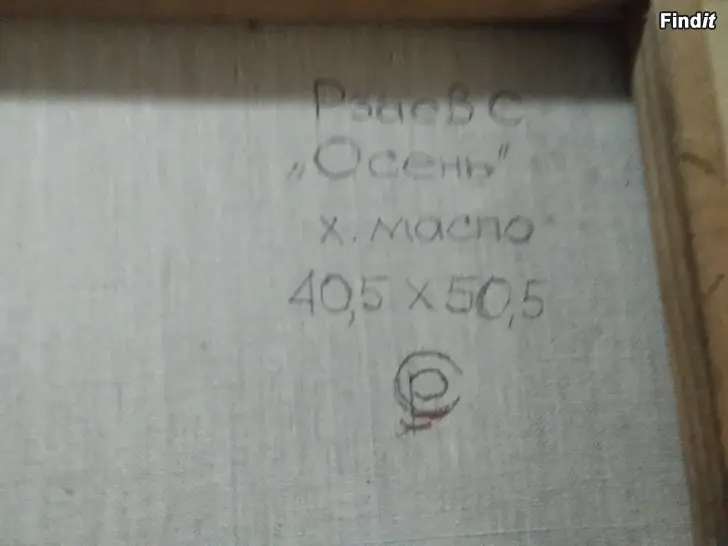 Findit
Рзаев С
„Осень"
х. масло
40,5 х 50,5